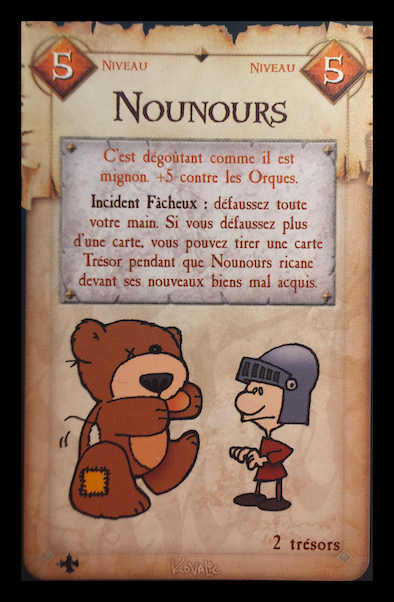 5 Niveau Niveau 5
Nounours
C'est dégoûtant comme il est
mignon. +5 contre les Orques.
Incident Fâcheux : défaussez toute
votre main. Si vous défaussez plus
d'une carte, vous pouvez tirer une carte
Trésor pendant que Nounours ricane
devant ses nouveaux biens mal acquis.
2 trésors
Kovalic